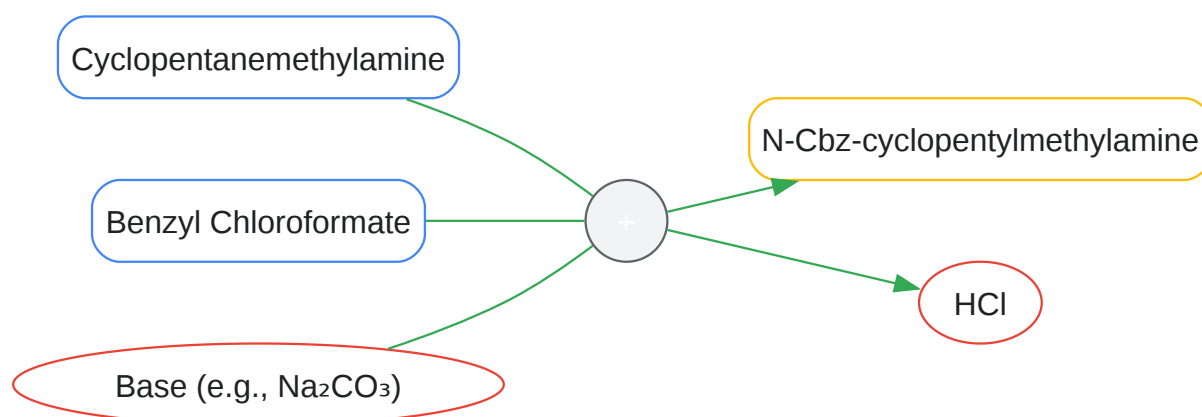 Cyclopentanemethylamine
Benzyl Chloroformate
Base (e.g., Na₂CO₃)
+
N-Cbz-cyclopentylmethylamine
HCl